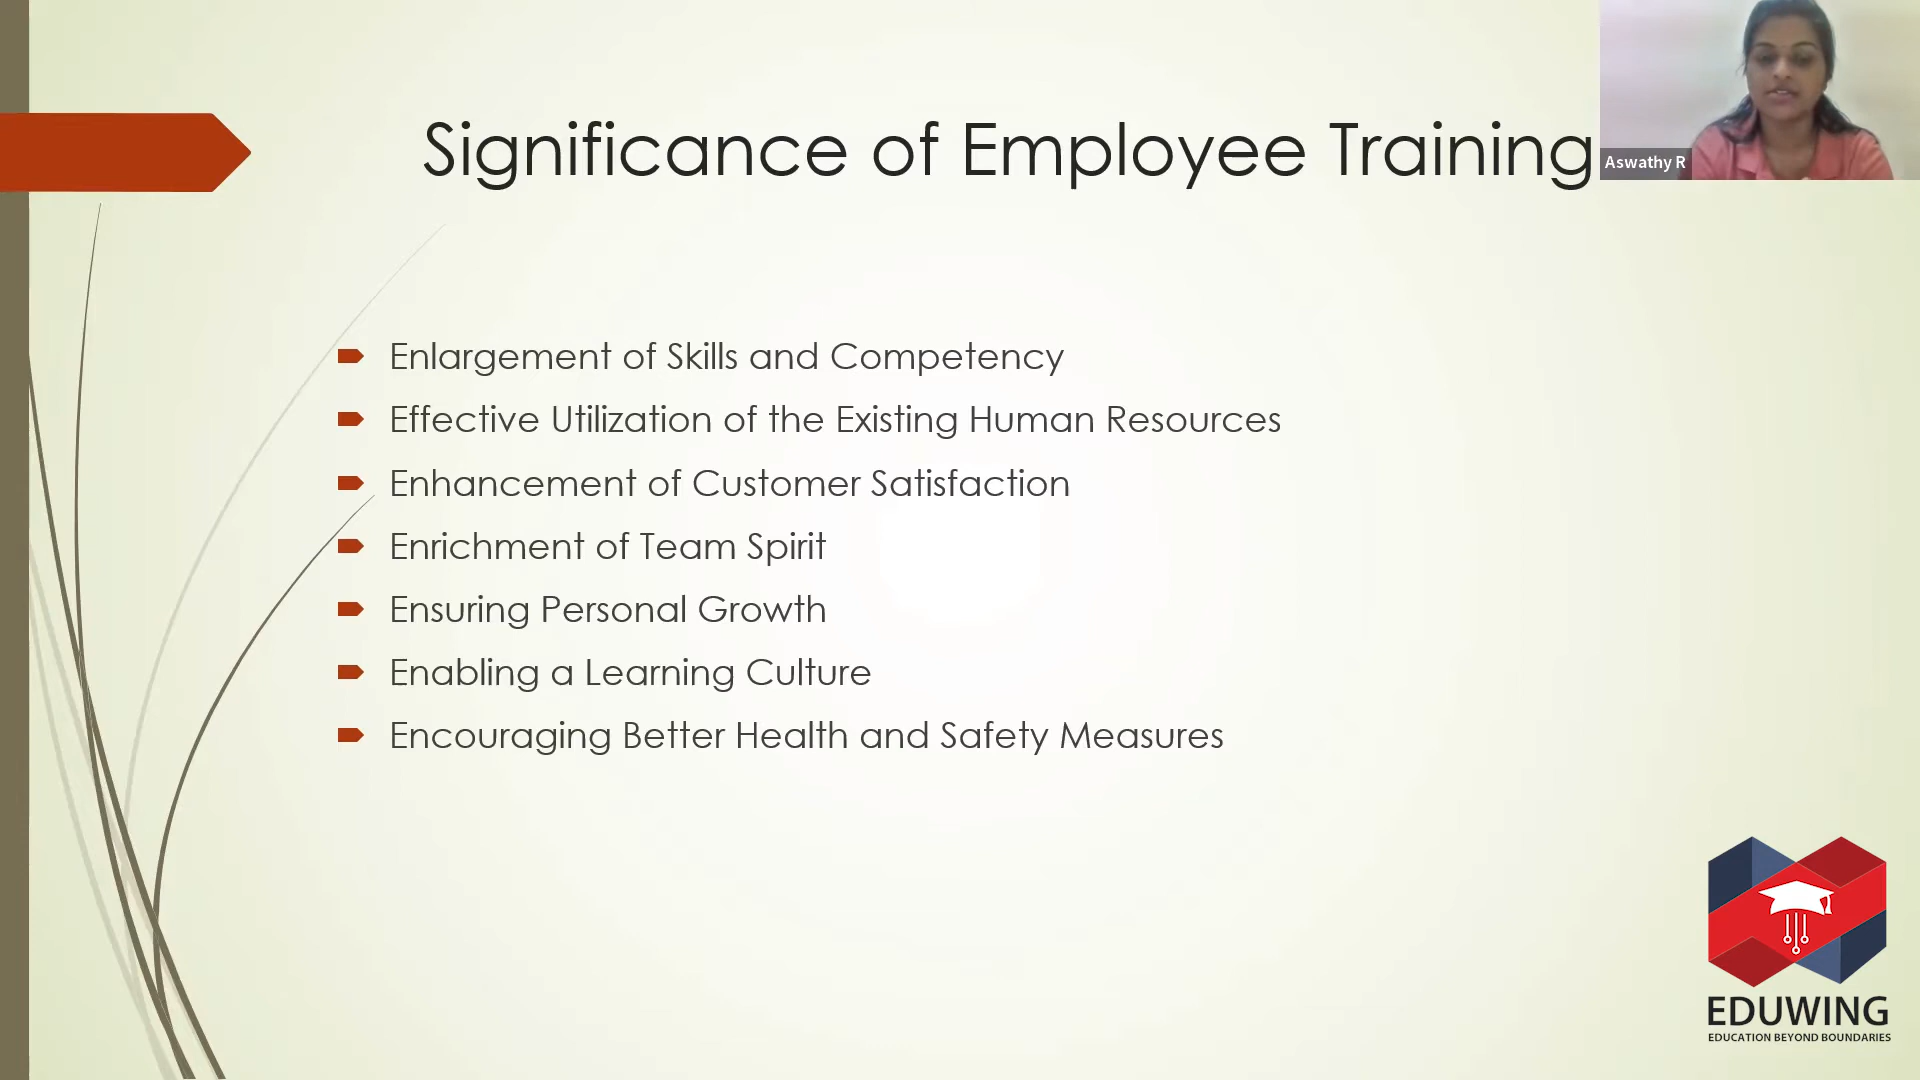 Significance of Employee Training
Aswathy R
Enlargement of Skills and Competency
Effective Utilization of the Existing Human Resources
Enhancement of Customer Satisfaction
Enrichment of Team Spirit
Ensuring Personal Growth
Enabling a Learning Culture
Encouraging Better Health and Safety Measures
EDUWING
EDUCATION BEYOND BOUNDARIES